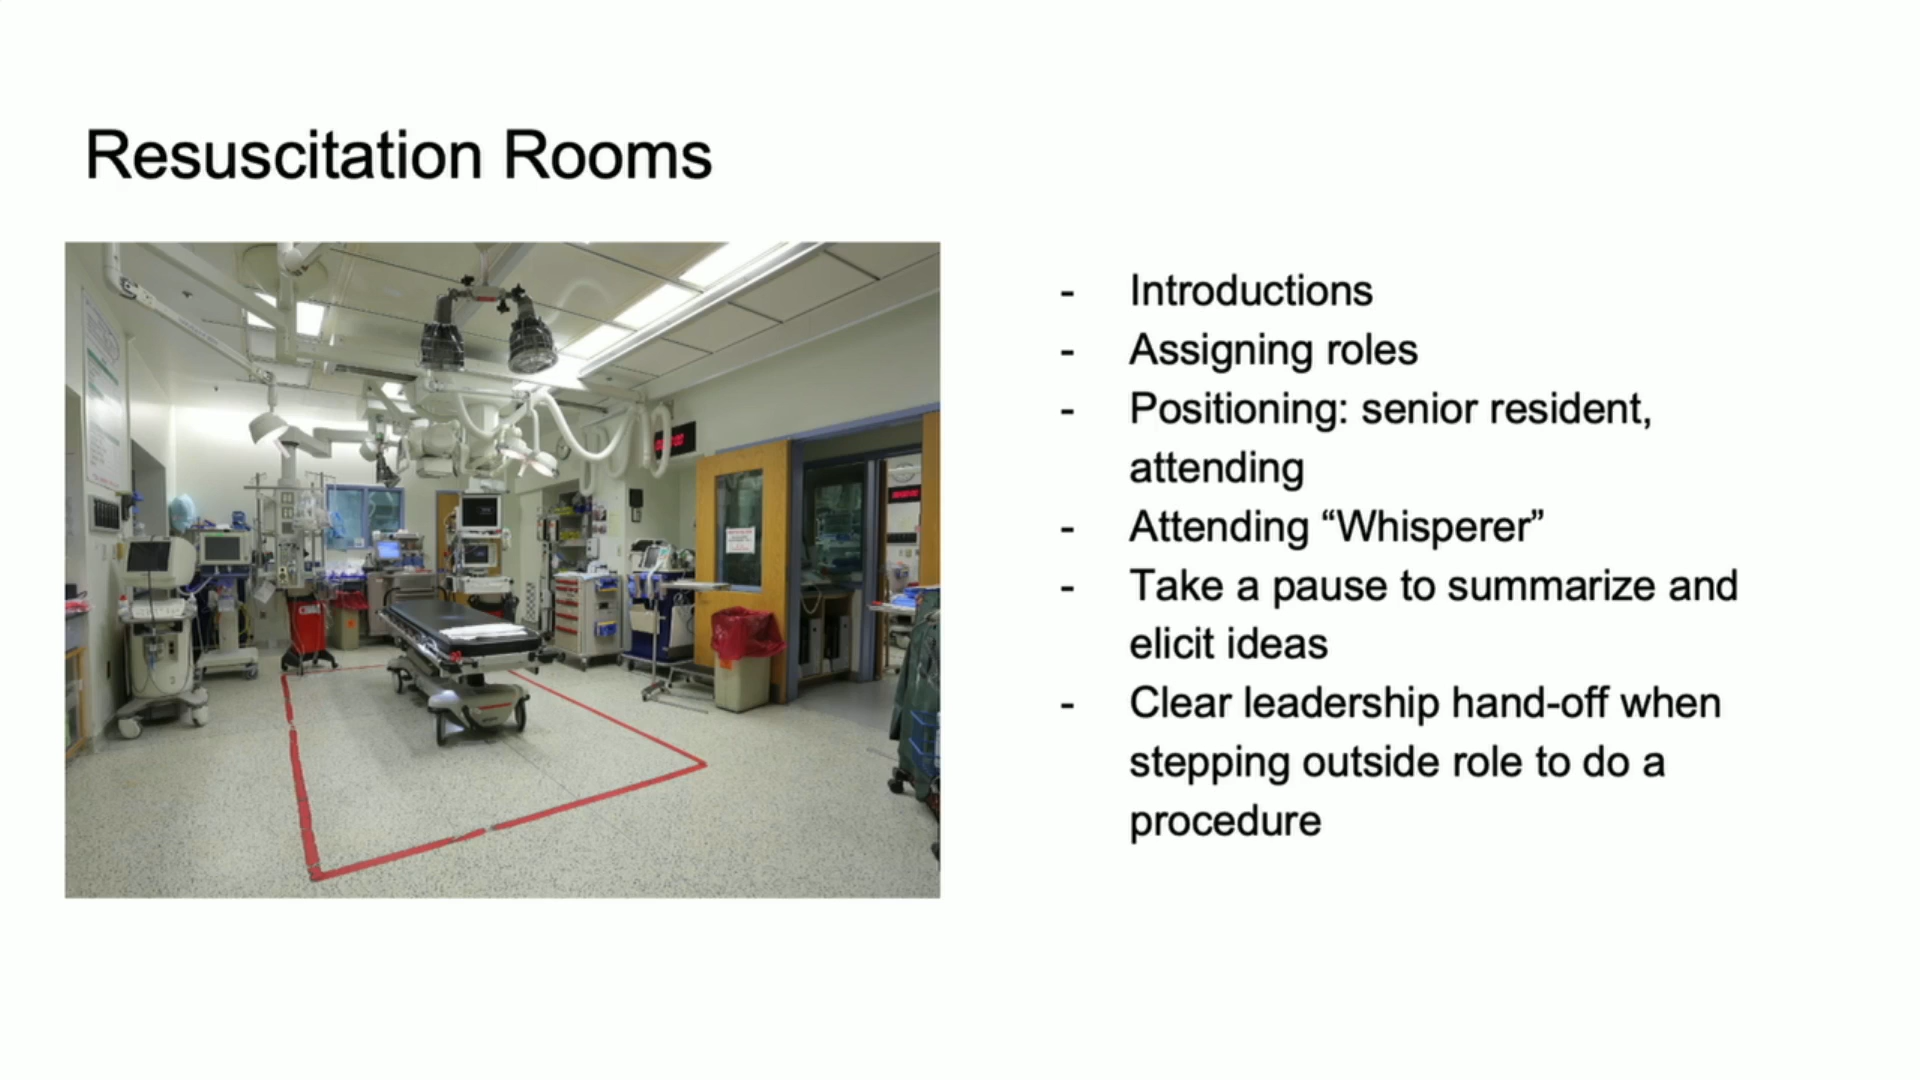 Resuscitation Rooms
- Introductions
- Assigning roles
- Positioning: senior resident,
attending
- Attending “Whisperer”
- Take a pause to summarize and
elicit ideas
- Clear leadership hand-off when
stepping outside role to do a
procedure